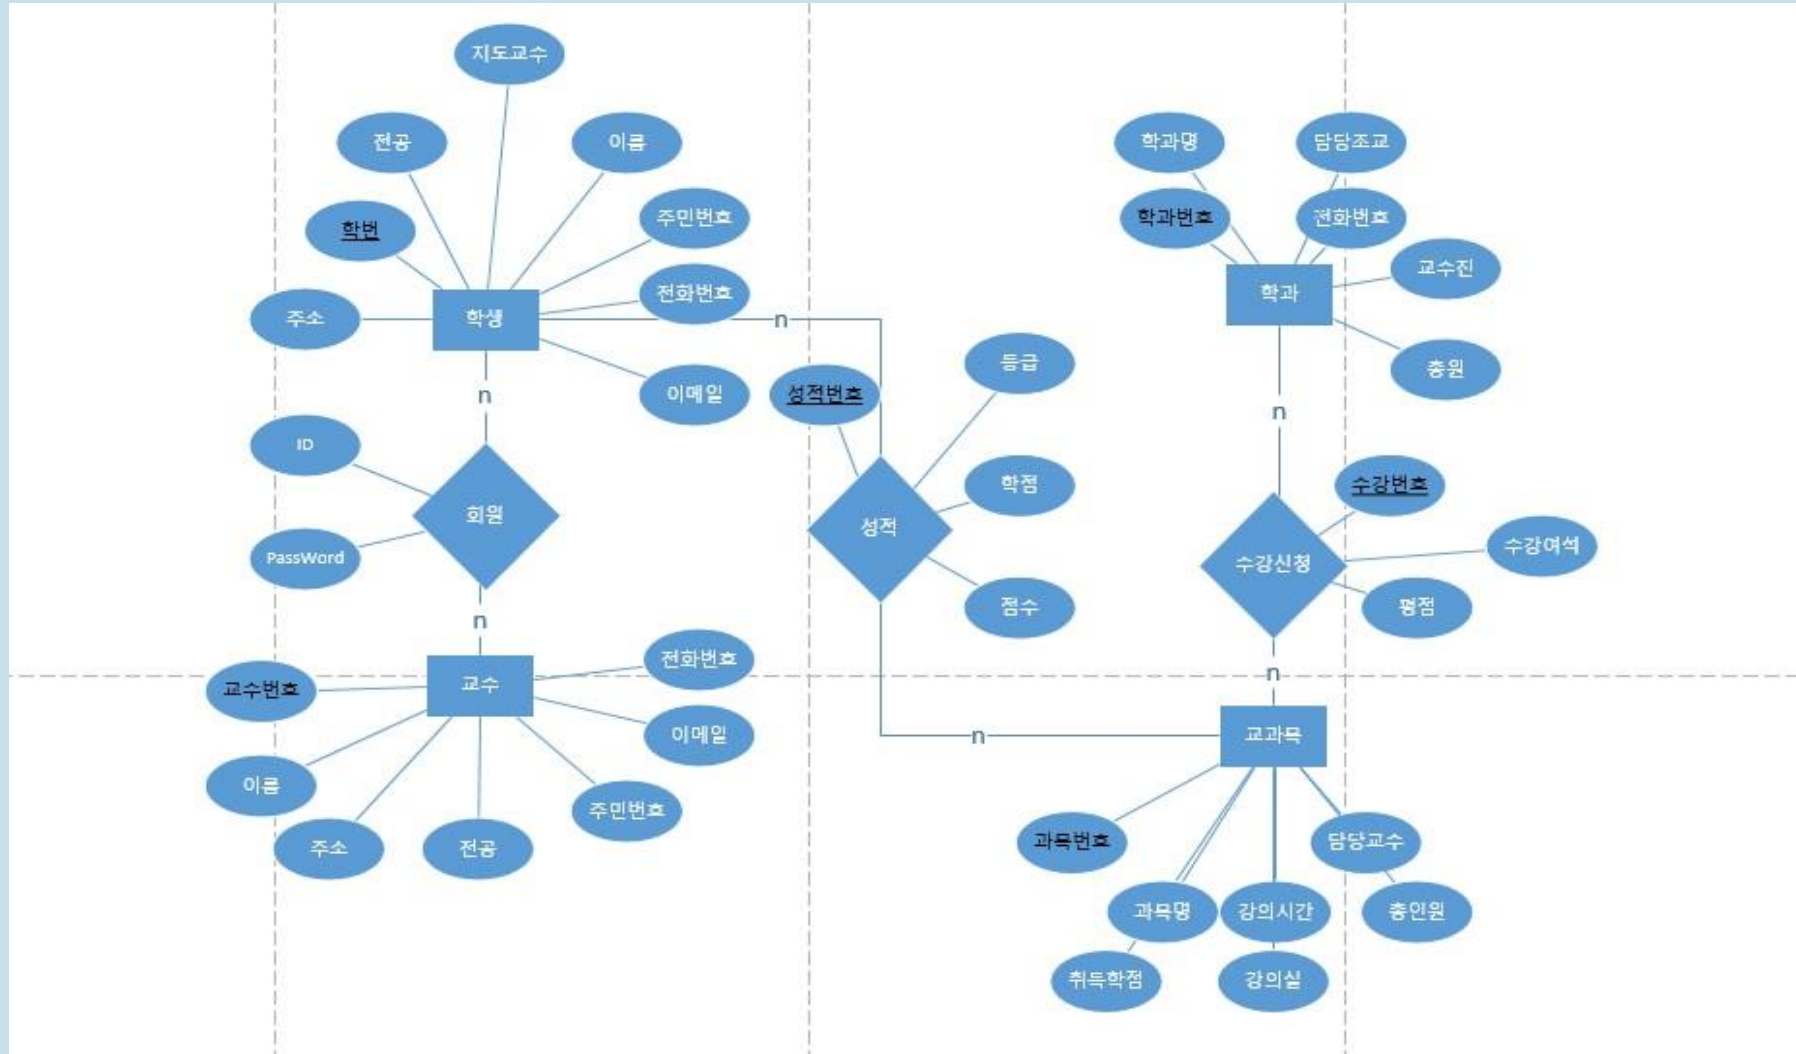 지도교수
전공
이름
학번
주민번호
전화번호
주소
학생
n
이메일
n
ID
회원
PassWord
n
교수번호
교수
전화번호
이메일
이름
주민번호
주소
전공
성적번호
등급
학점
성적
점수
n
학과명
담당조교
학과번호
전화번호
교수진
학과
총원
n
수강번호
수강여석
수강신청
평점
n
교과목
과목번호
담당교수
과목명
강의시간
총인원
취득학점
강의실